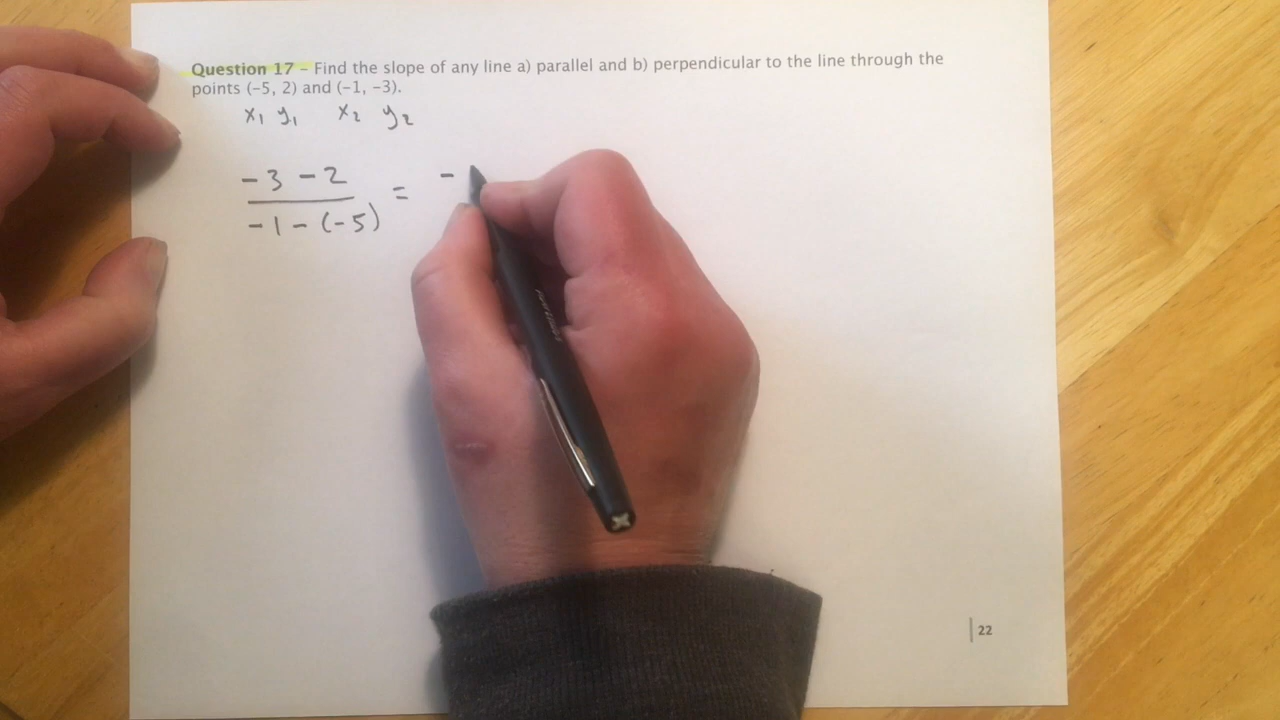 Question 17 – Find the slope of any line a) parallel and b) perpendicular to the line through the
points (–5, 2) and (–1, –3).
x1 y1 x2 y2
-3 -2
=
-
-1 - (-5)
22